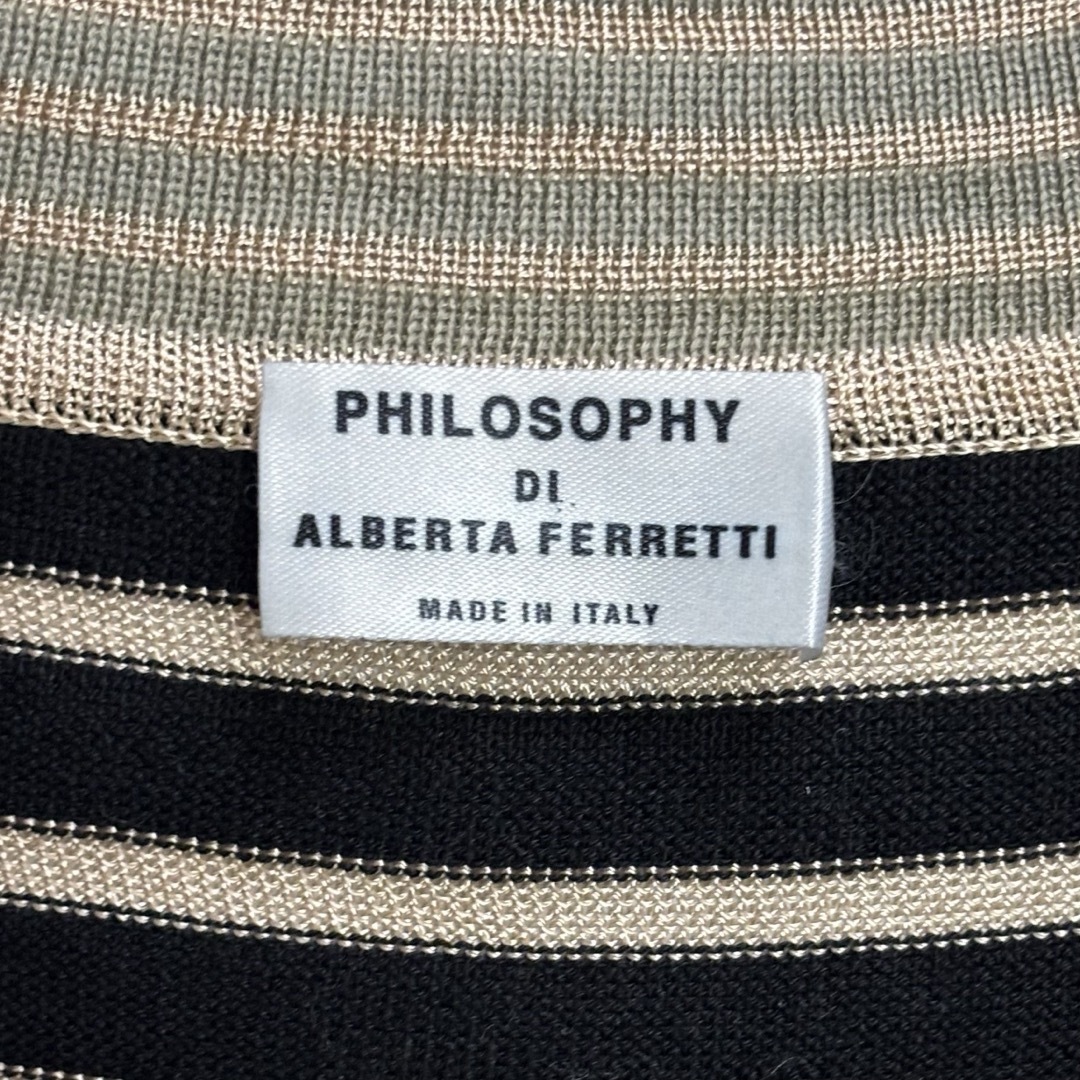 PHILOSOPHY
DI
ALBERTA FERRETTI
MADE IN ITALY